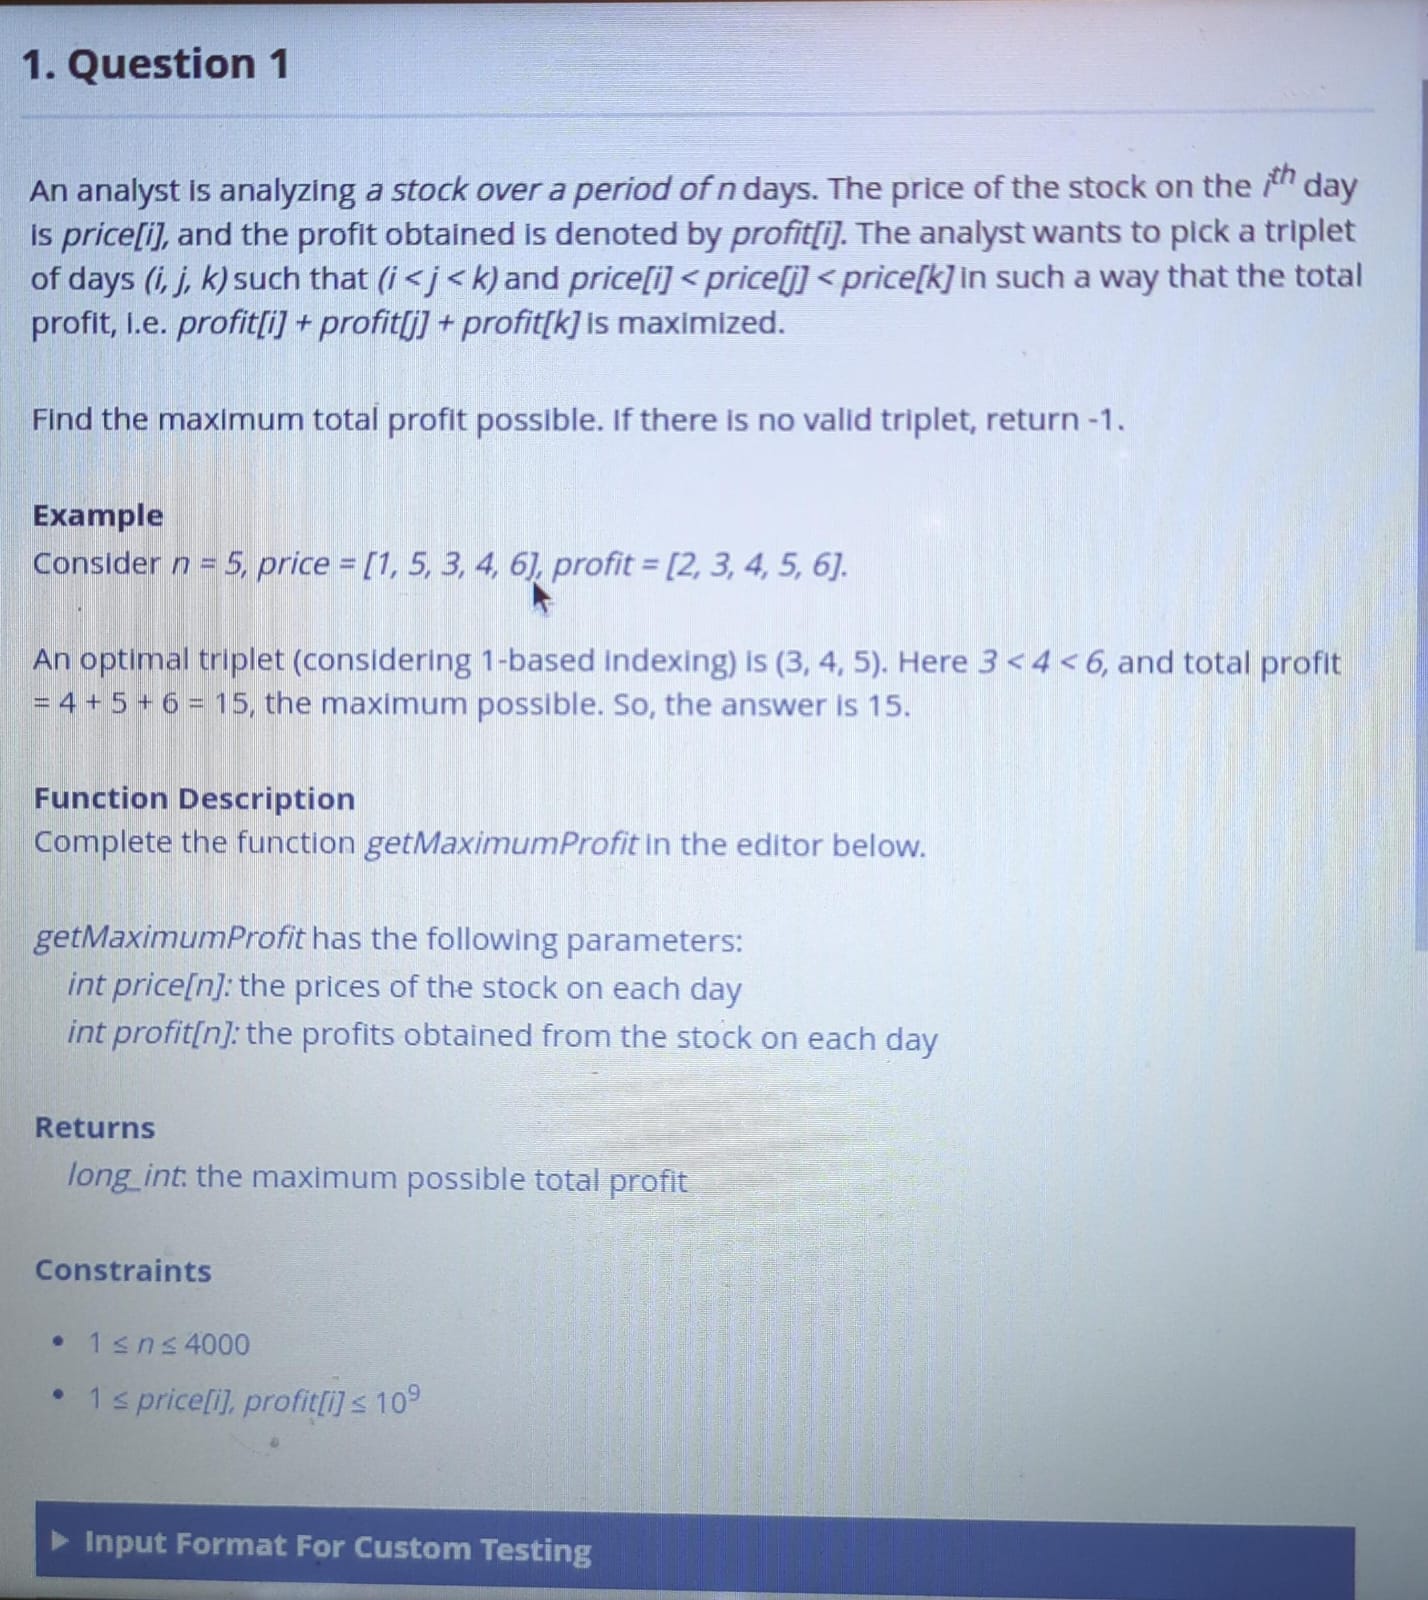 1. Question 1
An analyst is analyzing a stock over a period of n days. The price of the stock on the ith day
is price[i], and the profit obtained is denoted by profit[i]. The analyst wants to pick a triplet
of days (i, j, k) such that (i < j < k) and price[i] < price[j] < price[k] in such a way that the total
profit, i.e. profit[i] + profit[j] + profit[k] is maximized.
Find the maximum total profit possible. If there is no valid triplet, return -1.
Example
Consider n = 5, price = [1, 5, 3, 4, 6], profit = [2, 3, 4, 5, 6].
An optimal triplet (considering 1-based indexing) is (3, 4, 5). Here 3 < 4 < 6, and total profit
= 4 + 5 + 6 = 15, the maximum possible. So, the answer is 15.
Function Description
Complete the function getMaximumProfit in the editor below.
getMaximumProfit has the following parameters:
int price[n]: the prices of the stock on each day
int profit[n]: the profits obtained from the stock on each day
Returns
long_int: the maximum possible total profit
Constraints
• 1 ≤ n ≤ 4000
• 1 ≤ price[i], profit[i] ≤ 10⁹
▶ Input Format For Custom Testing